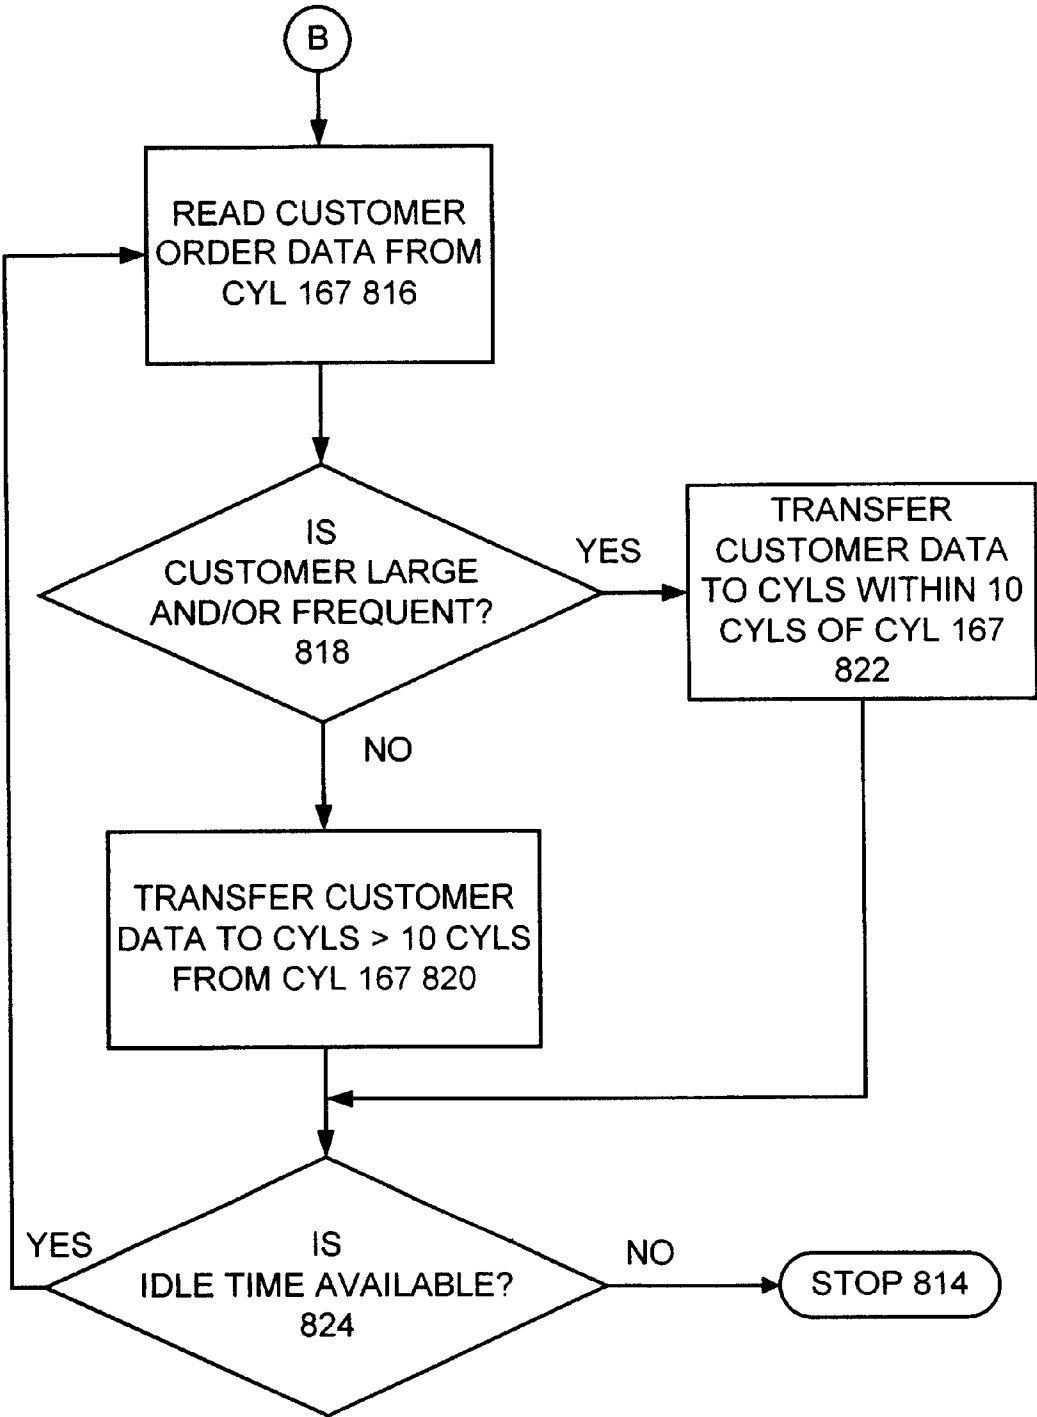 B
READ CUSTOMER
ORDER DATA FROM
CYL 167 816
IS
CUSTOMER LARGE
AND/OR FREQUENT?
818
YES
TRANSFER
CUSTOMER DATA
TO CYLS WITHIN 10
CYLS OF CYL 167
822
NO
TRANSFER CUSTOMER
DATA TO CYLS > 10 CYLS
FROM CYL 167 820
YES
IS
IDLE TIME AVAILABLE?
824
NO
STOP 814